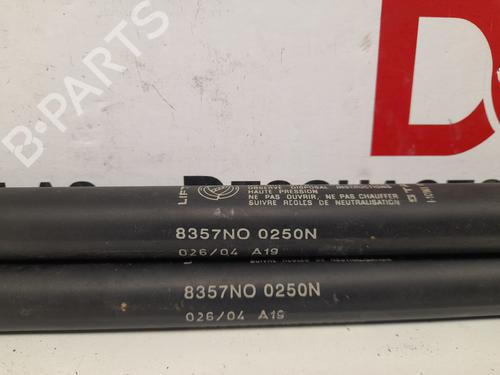 B-PARTS
LIFT
OBSERVE DISPOSAL INSTRUCTIONS
HAUTE PRESSION
NE PAS OUVRIR, NE PAS CHAUFFER
SUIVRE REGLES DE NEUTRALISATION
8357NO 0250N
026/04 A19
8357NO 0250N
026/04 A19